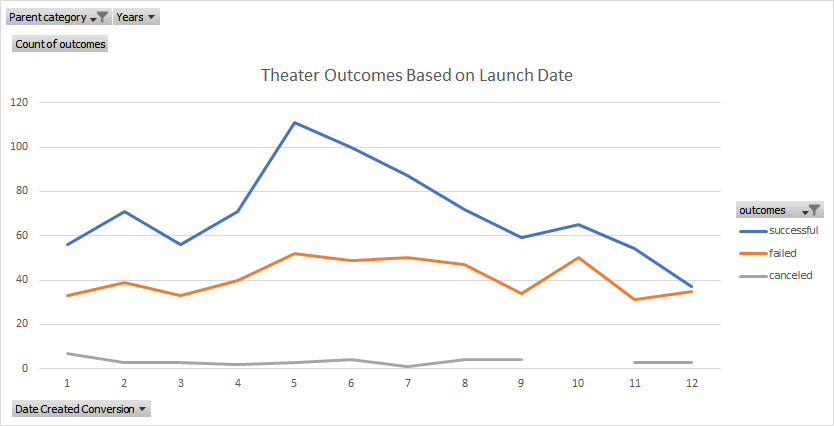 Parent category Years
Count of outcomes
Theater Outcomes Based on Launch Date
120
100
80
60
40
20
0
1 2 3 4 5 6 7 8 9 10 11 12
outcomes
successful
failed
canceled
Date Created Conversion